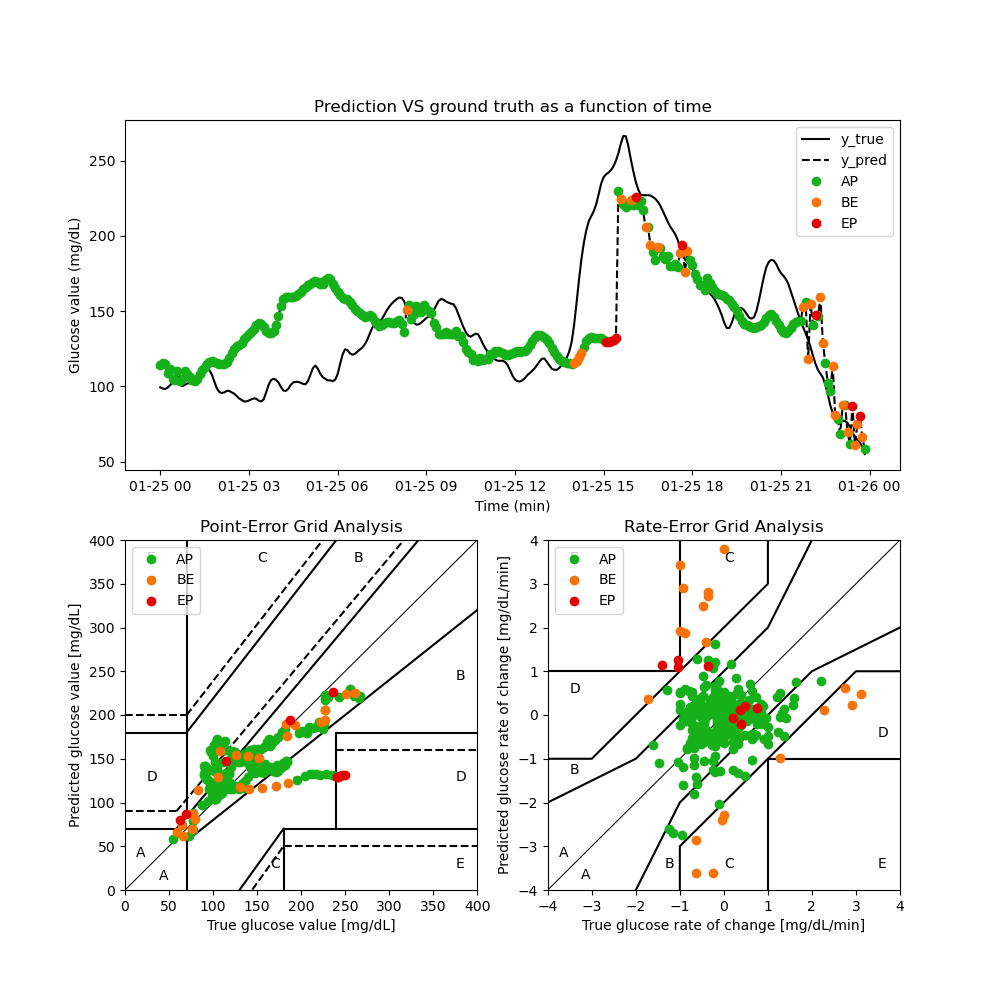 Prediction VS ground truth as a function of time
Glucose value (mg/dL)
250
200
150
100
50
y_true
y_pred
AP
BE
EP
01-25 00 01-25 03 01-25 06 01-25 09 01-25 12 01-25 15 01-25 18 01-25 21 01-26 00
Time (min)
Point-Error Grid Analysis
Predicted glucose value [mg/dL]
400
350
300
250
200
150
100
50
0
AP
BE
EP
C
B
B
D
D
A
A
C
E
0 50 100 150 200 250 300 350 400
True glucose value [mg/dL]
Rate-Error Grid Analysis
Predicted glucose rate of change [mg/dL/min]
4
3
2
1
0
−1
−2
−3
−4
AP
BE
EP
C
D
D
B
A
A
B
C
E
−4 −3 −2 −1 0 1 2 3 4
True glucose rate of change [mg/dL/min]